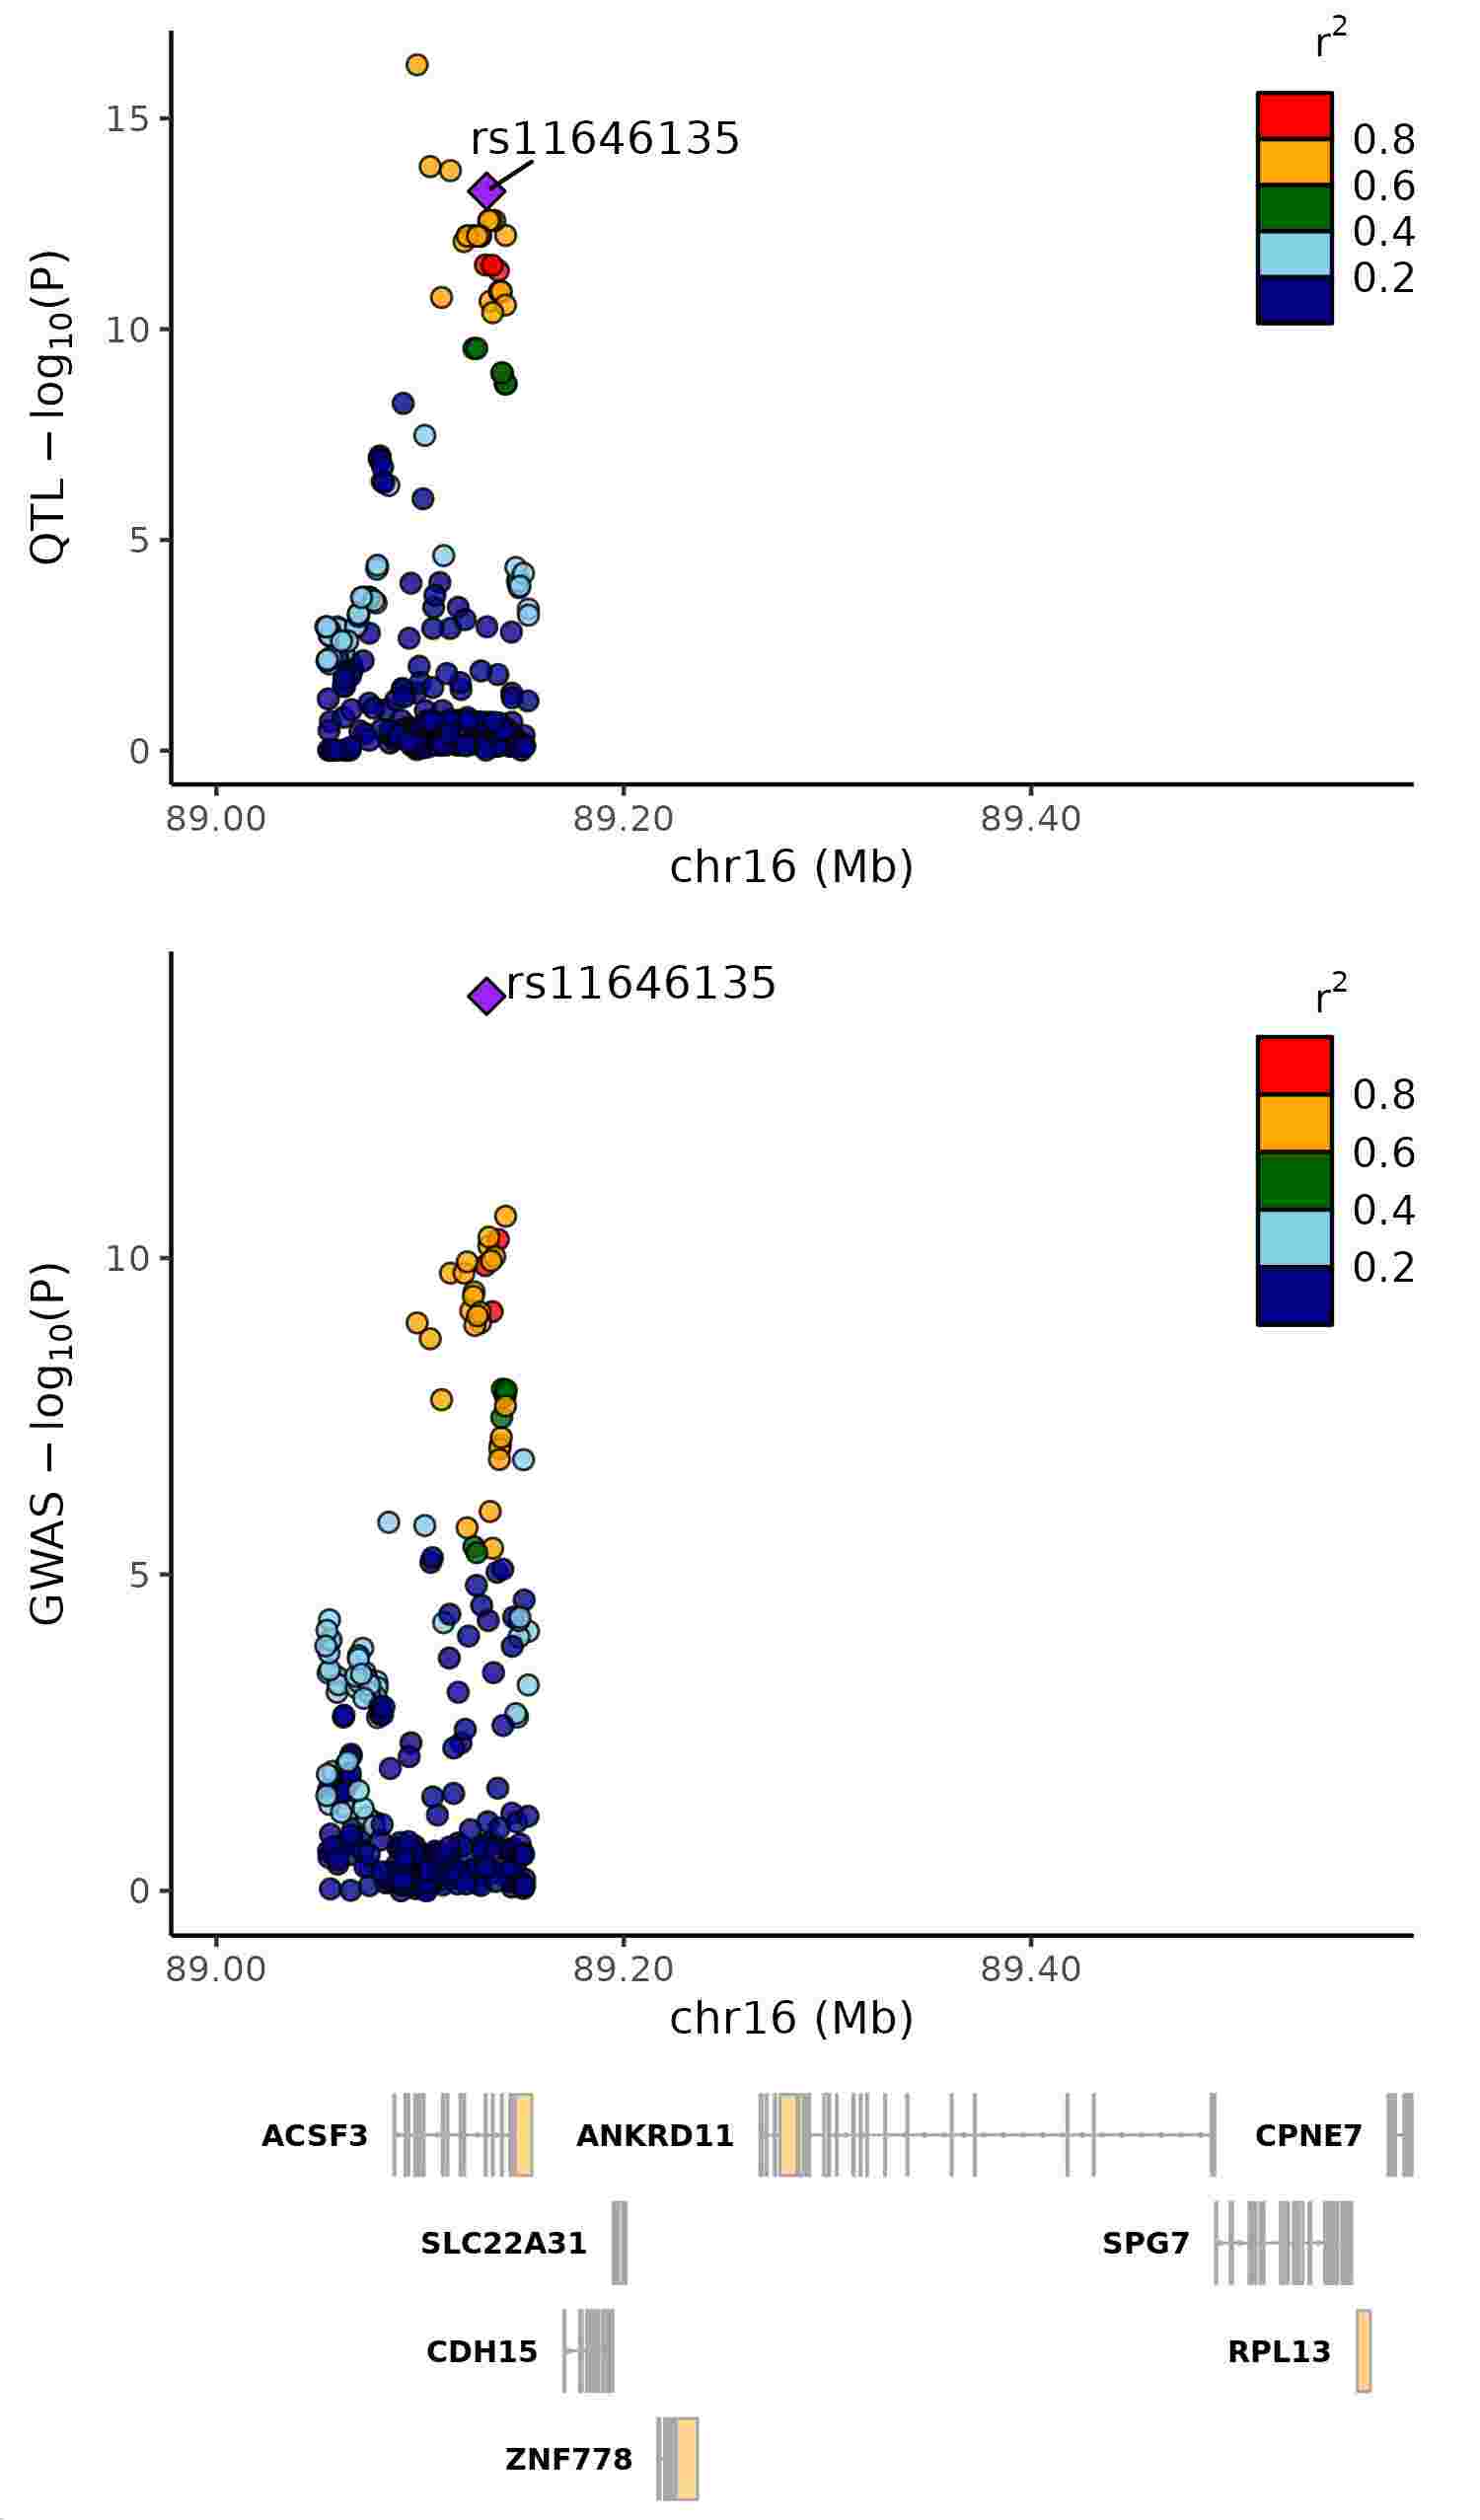 r²
15
rs11646135
0.8
0.6
0.4
0.2
10
5
0
QTL −log₁₀(P)
89.00 89.20 89.40
chr16 (Mb)
rs11646135
r²
0.8
0.6
0.4
0.2
10
5
0
GWAS −log₁₀(P)
89.00 89.20 89.40
chr16 (Mb)
ACSF3 ANKRD11 CPNE7
SLC22A31 SPG7
CDH15 RPL13
ZNF778